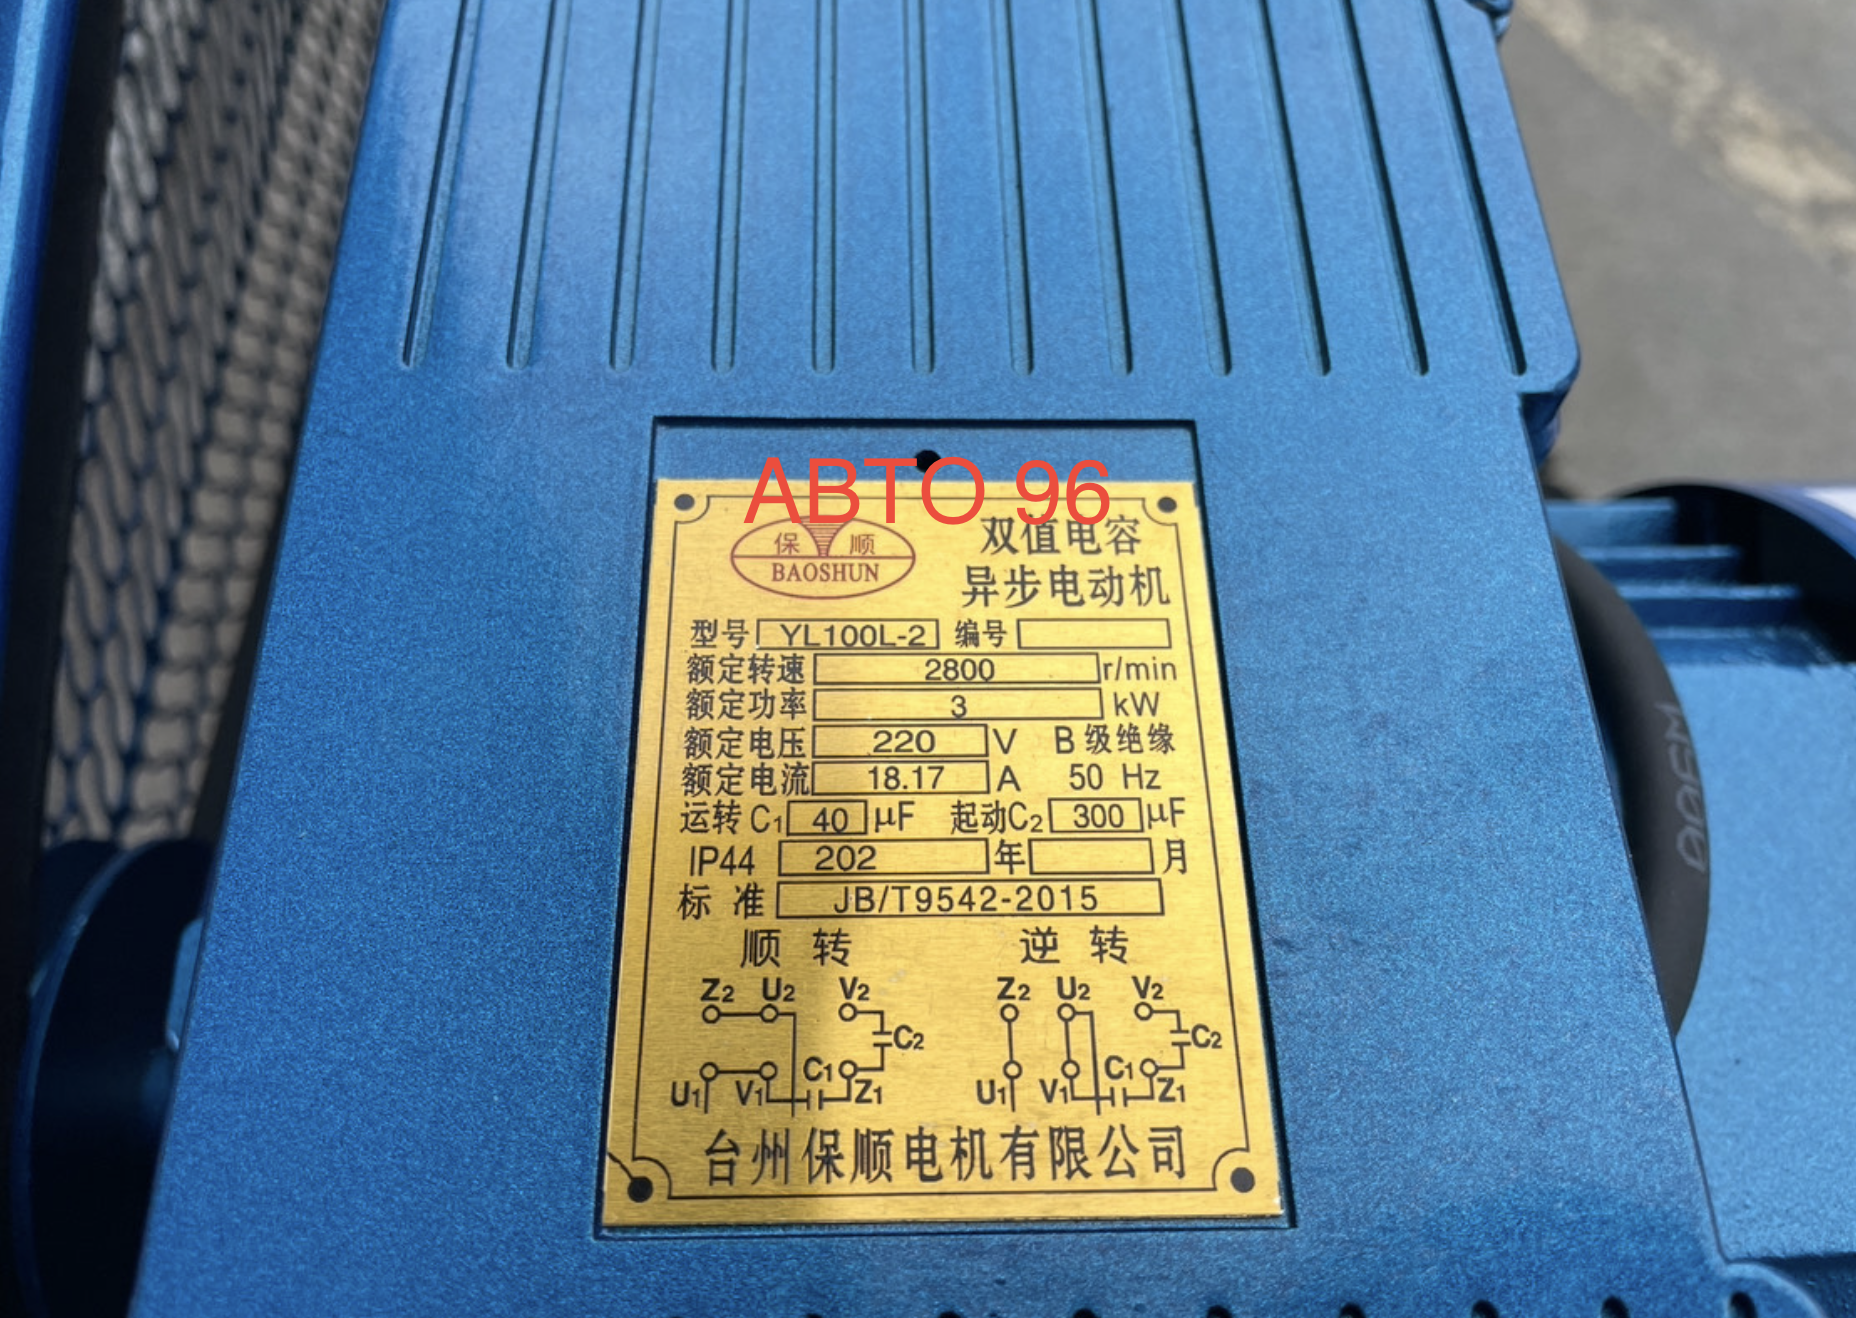 АВТО 96
保 顺
BAOSHUN
双值电容
异步电动机
型号 YL100L-2 编号
额定转速 2800 r/min
额定功率 3 kW
额定电压 220 V B级绝缘
额定电流 18.17 A 50 Hz
运转C1 40 μF 起动C2 300 μF
IP44 202 年 月
标 准 JB/T9542-2015
顺 转 逆 转
Z2 U2 V2 Z2 U2 V2
C2 C2
U1 V1 C1 Z1 U1 V1 C1 Z1
台州保顺电机有限公司